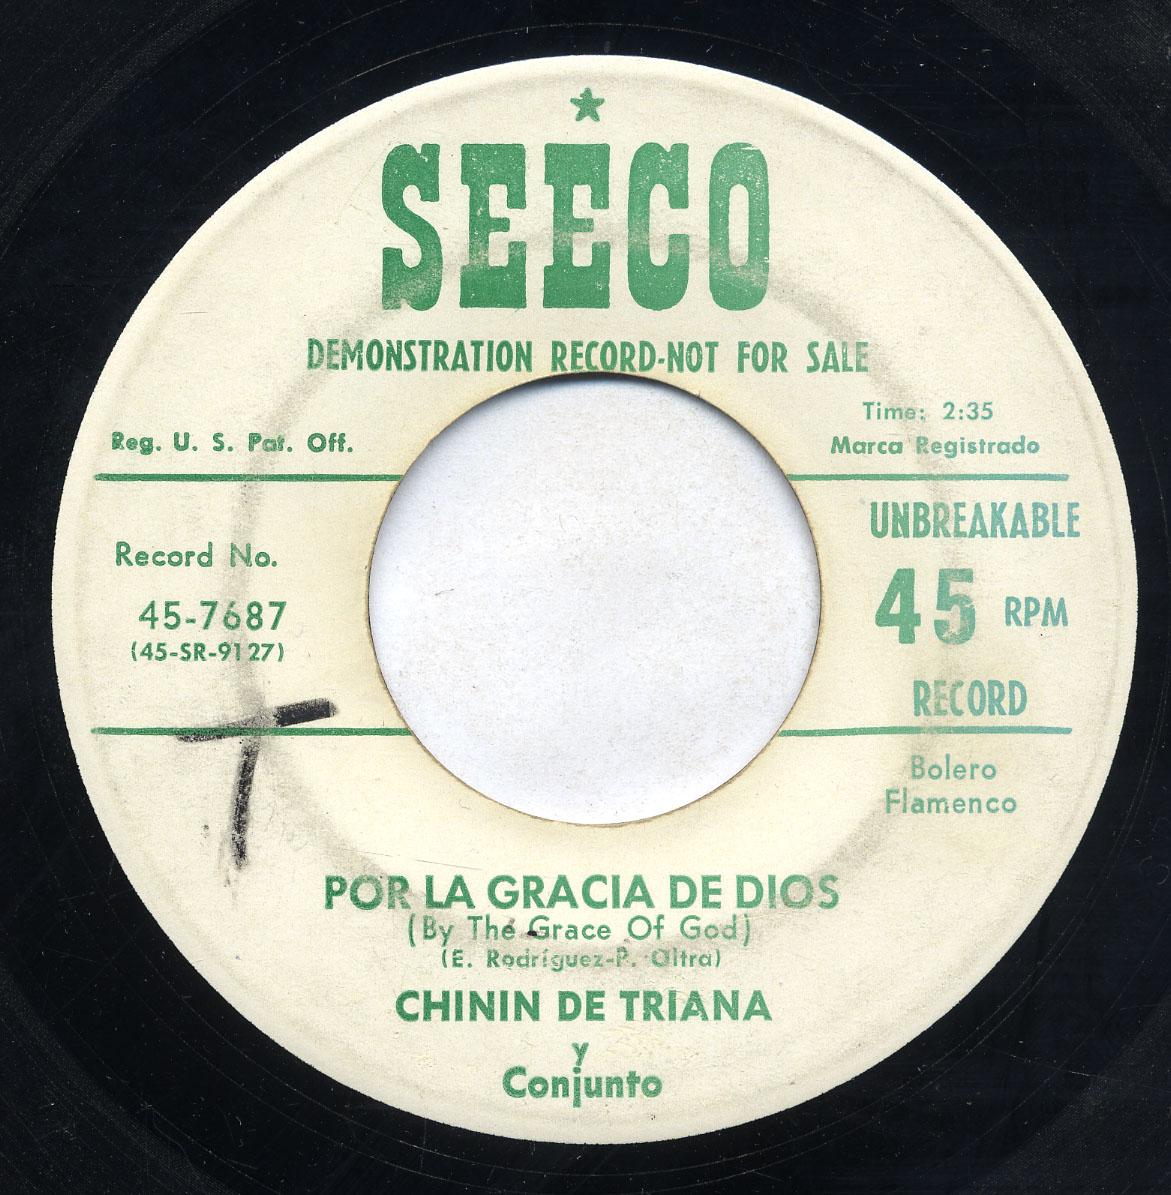 SEECO
DEMONSTRATION RECORD-NOT FOR SALE
Time: 2:35
Reg. U. S. Pat. Off.
Marca Registrado
UNBREAKABLE
Record No.
45-7687
45 RPM
(45-SR-9127)
RECORD
Bolero
Flamenco
POR LA GRACIA DE DIOS
(By The Grace Of God)
(E. Rodríguez-P. Oltra)
CHININ DE TRIANA
y
Conjunto